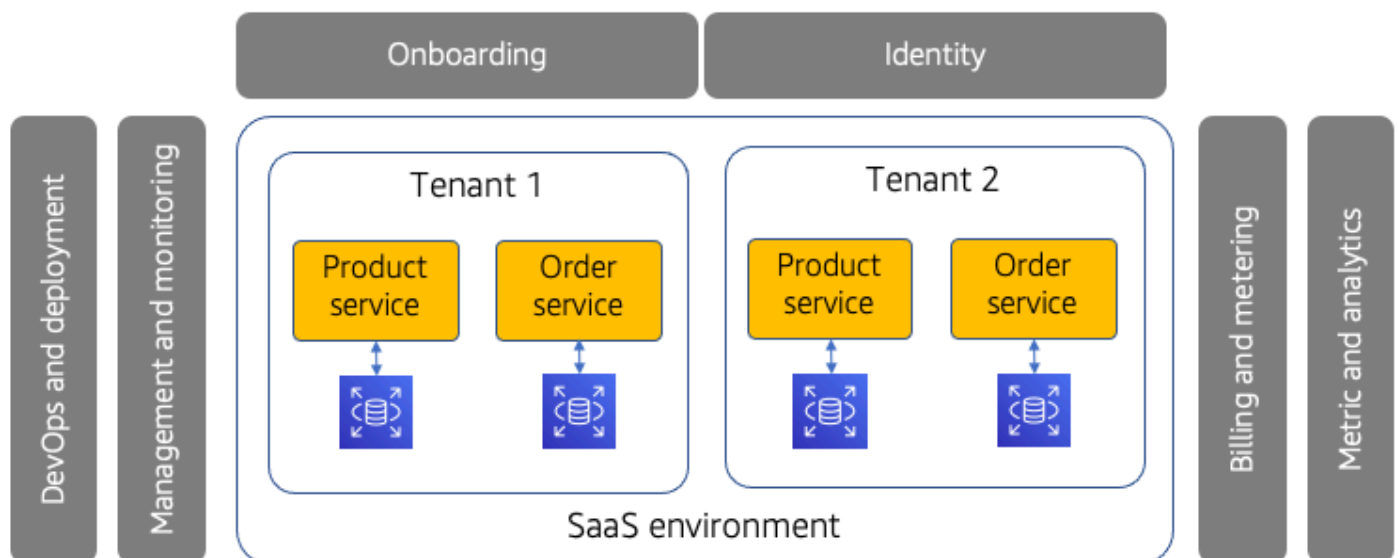 Onboarding
Identity
DevOps and deployment
Management and monitoring
Tenant 1
Product
service
Order
service
Tenant 2
Product
service
Order
service
SaaS environment
Billing and metering
Metric and analytics